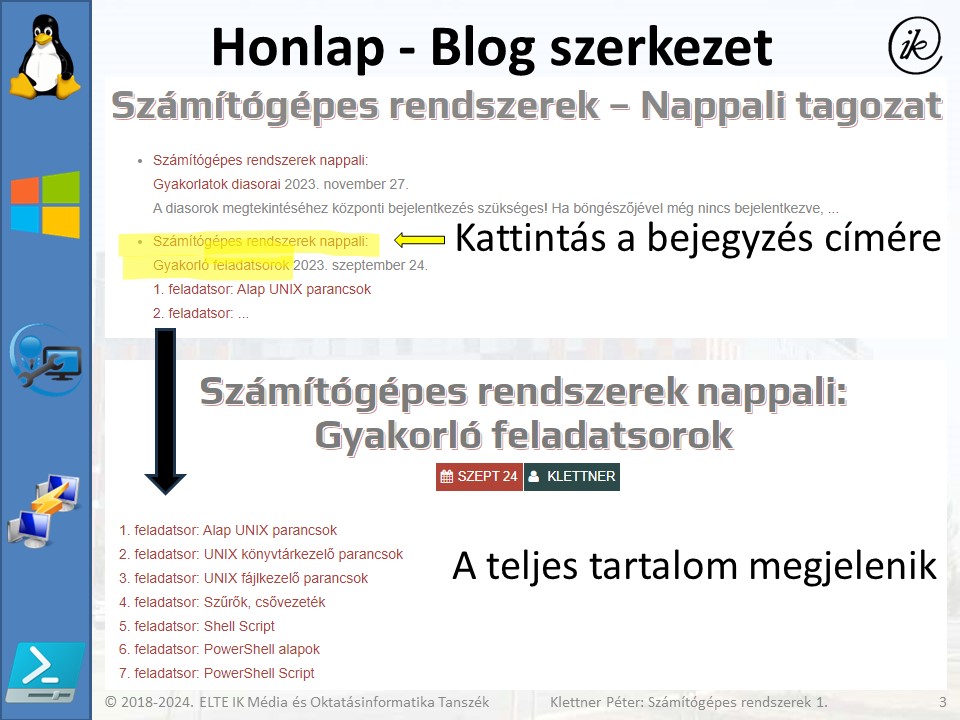 Honlap - Blog szerkezet
ik
Számítógépes rendszerek – Nappali tagozat
• Számítógépes rendszerek nappali:
Gyakorlatok diasorai 2023. november 27.
A diasorok megtekintéséhez központi bejelentkezés szükséges! Ha böngészőjével még nincs bejelentkezve, ...
• Számítógépes rendszerek nappali:
Kattintás a bejegyzés címére
Gyakorló feladatsorok 2023. szeptember 24.
1. feladatsor: Alap UNIX parancsok
2. feladatsor: ...
Számítógépes rendszerek nappali:
Gyakorló feladatsorok
SZEPT 24 KLETTNER
1. feladatsor: Alap UNIX parancsok
2. feladatsor: UNIX könyvtárkezelő parancsok
3. feladatsor: UNIX fájlkezelő parancsok
4. feladatsor: Szűrők, csővezeték
5. feladatsor: Shell Script
6. feladatsor: PowerShell alapok
7. feladatsor: PowerShell Script
A teljes tartalom megjelenik
© 2018-2024. ELTE IK Média és Oktatásinformatika Tanszék Klettner Péter: Számítógépes rendszerek 1. 3